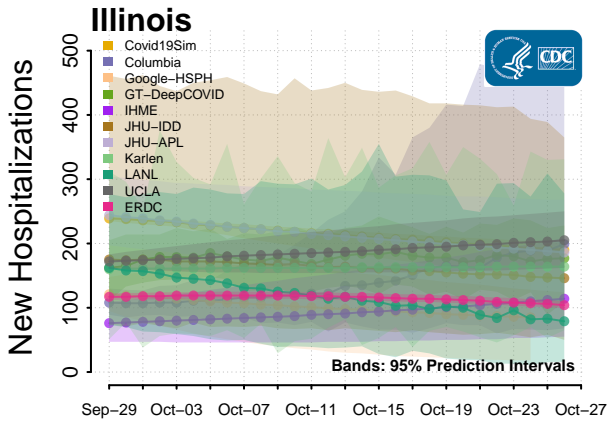 Illinois
New Hospitalizations
500
400
300
200
100
0
Covid19Sim
Columbia
Google−HSPH
GT−DeepCOVID
IHME
JHU−IDD
JHU−APL
Karlen
LANL
UCLA
ERDC
CDC
Bands: 95% Prediction Intervals
Sep−29 Oct−03 Oct−07 Oct−11 Oct−15 Oct−19 Oct−23 Oct−27